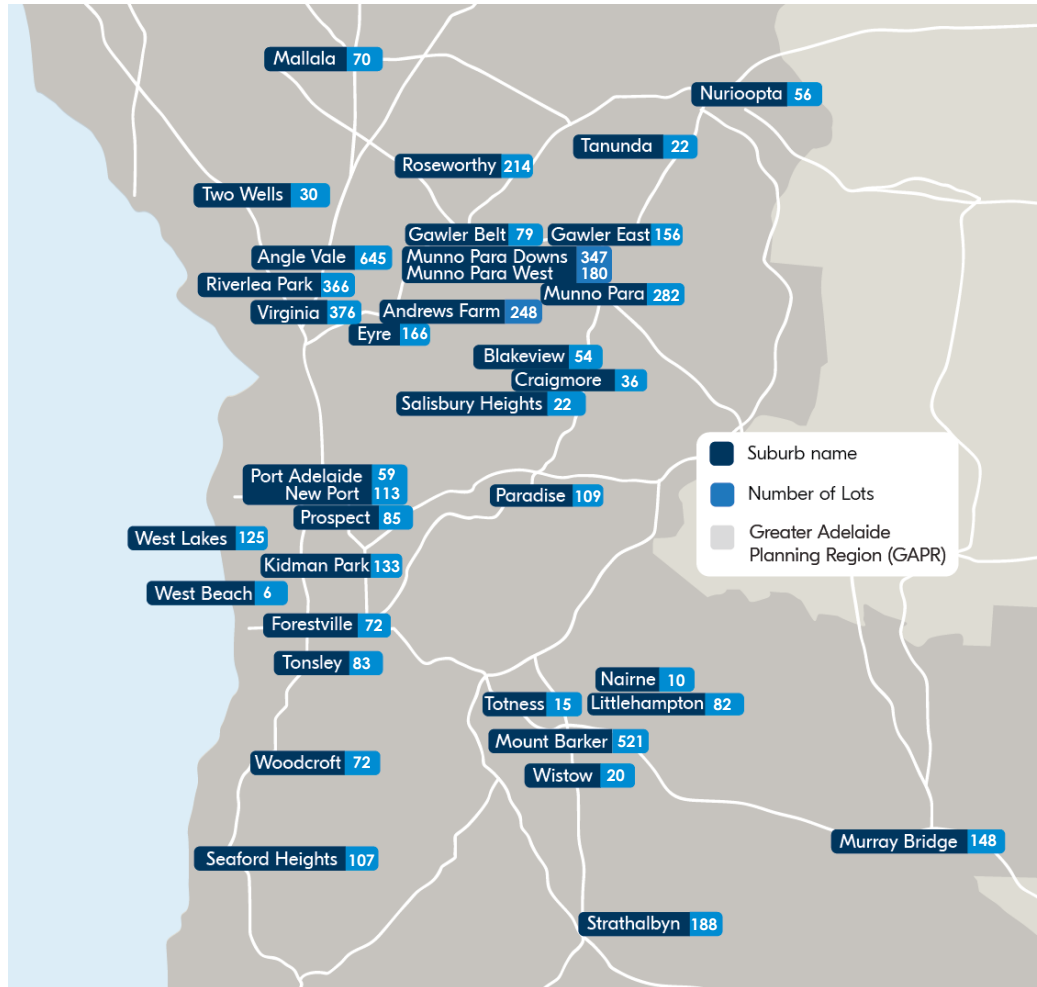 Mallala 70
Nurioopta 56
Tanunda 22
Roseworthy 214
Two Wells 30
Gawler Belt 79
Gawler East 156
Angle Vale 645
Munno Para Downs 347
Munno Para West 180
Riverlea Park 366
Munno Para 282
Virginia 376
Andrews Farm 248
Eyre 166
Blakeview 54
Craigmore 36
Salisbury Heights 22
Suburb name
Number of Lots
Greater Adelaide
Planning Region (GAPR)
Port Adelaide 59
New Port 113
Paradise 109
Prospect 85
West Lakes 125
Kidman Park 133
West Beach 6
Forestville 72
Tonsley 83
Nairne 10
Totness 15
Littlehampton 82
Mount Barker 521
Woodcroft 72
Wistow 20
Murray Bridge 148
Seaford Heights 107
Strathalbyn 188